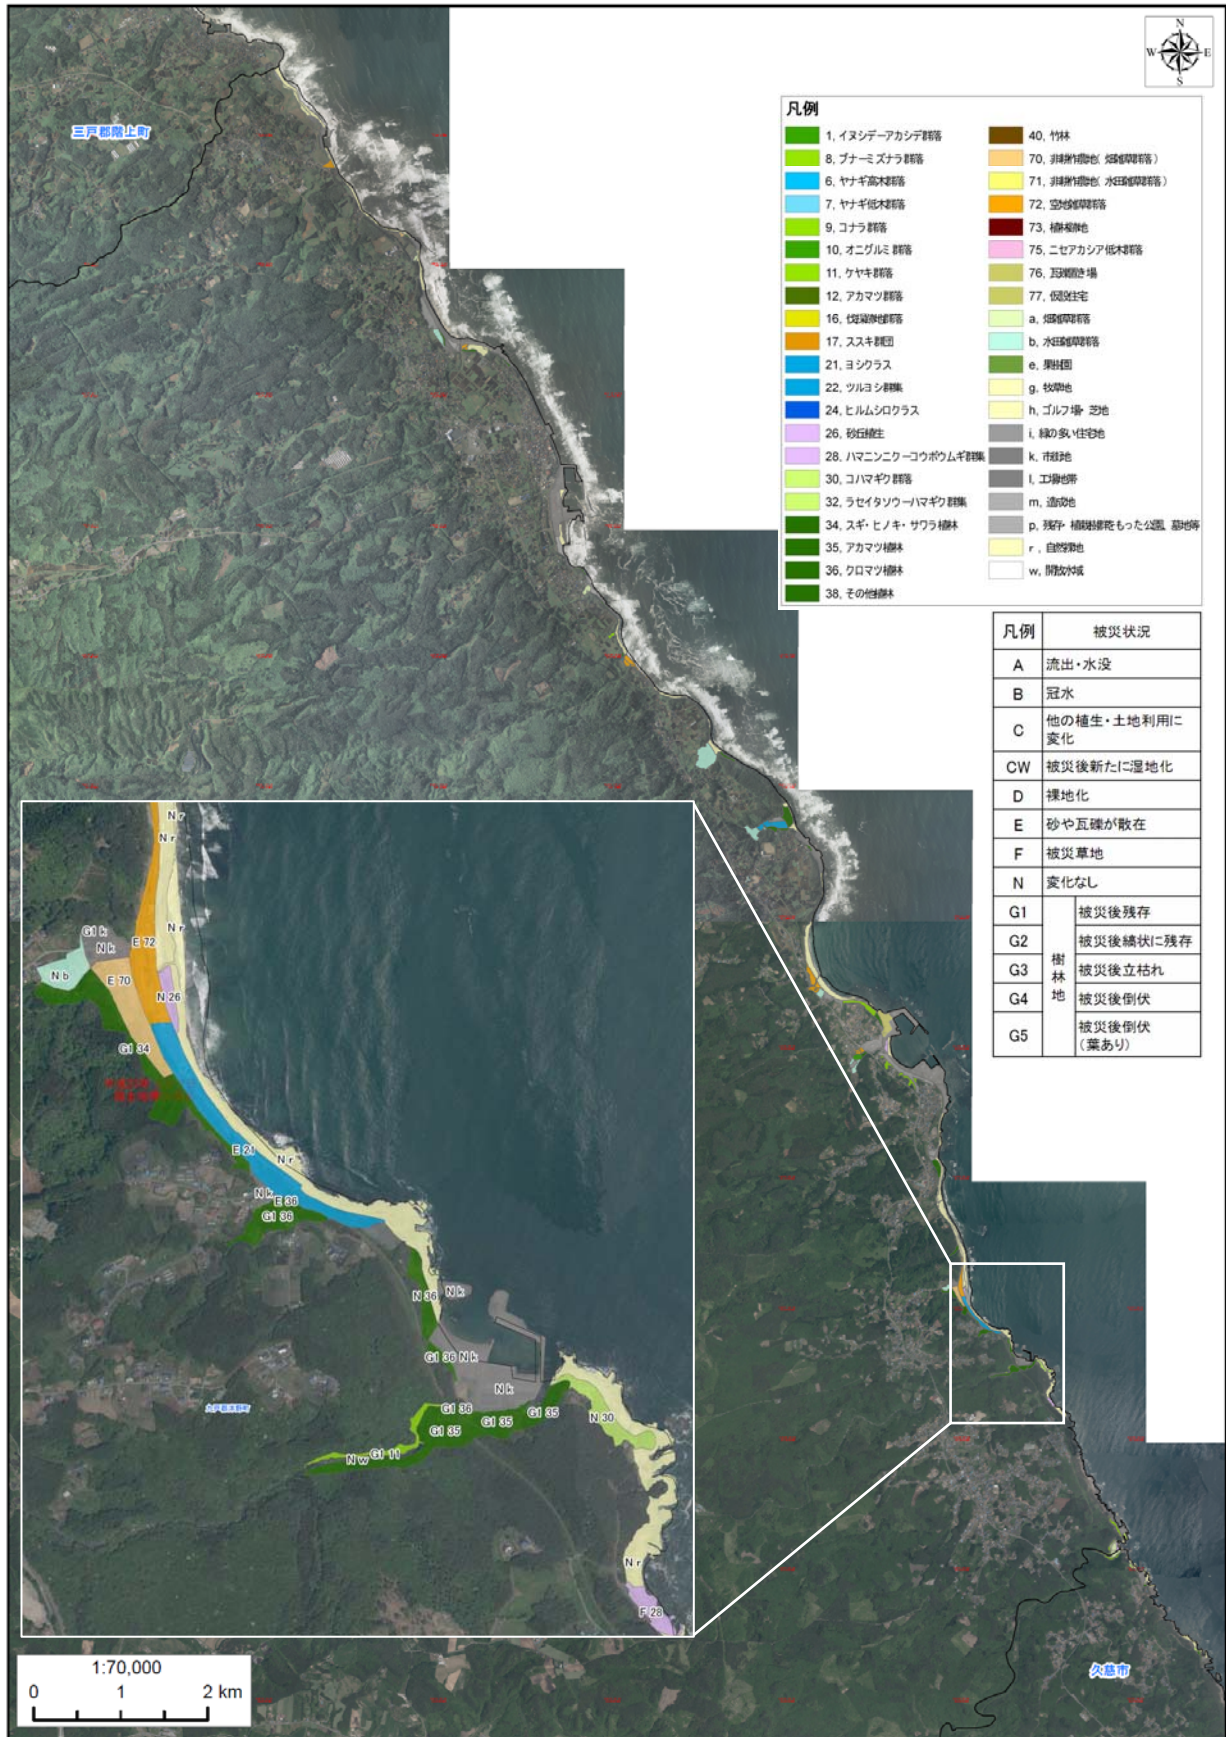 N
W E
S
三戸郡階上町
凡例
1, イヌシデーアカシデ群落
8, ブナーミズナラ群落
6, ヤナギ高木群落
7, ヤナギ低木群落
9, コナラ群落
10, オニグルミ群落
11, ケヤキ群落
12, アカマツ群落
16, 伐採跡地群落
17, ススキ群団
21, ヨシクラス
22, ツルヨシ群集
24, ヒルムシロクラス
26, 砂丘植生
28, ハマニンニクーコウボウムギ群集
30, コハマギク群落
32, ラセイタソウーハマギク群集
34, スギ・ヒノキ・サワラ植林
35, アカマツ植林
36, クロマツ植林
38, その他植林
40, 竹林
70, 非耕作農地( 畑雑草群落)
71, 非耕作農地( 水田雑草群落)
72, 空地雑草群落
73, 植林跡地
75, ニセアカシア低木群落
76, 瓦礫置き場
77, 仮設住宅
a, 畑雑草群落
b, 水田雑草群落
e, 果樹園
g, 牧草地
h, ゴルフ場・芝地
i, 緑の多い住宅地
k, 市街地
l, 工場地帯
m, 造成地
p, 残存・植栽樹群をもった公園、墓地等
r, 自然裸地
w, 開放水域
凡例 被災状況
A 流出・水没
B 冠水
C 他の植生・土地利用に
変化
CW 被災後新たに湿地化
D 裸地化
E 砂や瓦礫が散在
F 被災草地
N 変化なし
樹林地
G1 被災後残存
G2 被災後縞状に残存
G3 被災後立枯れ
G4 被災後倒伏
G5 被災後倒伏
(葉あり)
N r
N r
G1 k
N k
E 72
N r
N b
E 70
N 26
G1 34
E 21
N r
N k
E 36
G1 36
N 36
N k
G1 36
N k
N k
G1 36
G1 35
G1 35
G1 35
N 30
N w
G1 11
N r
F 28
久慈市
1:70,000
0 1 2 km